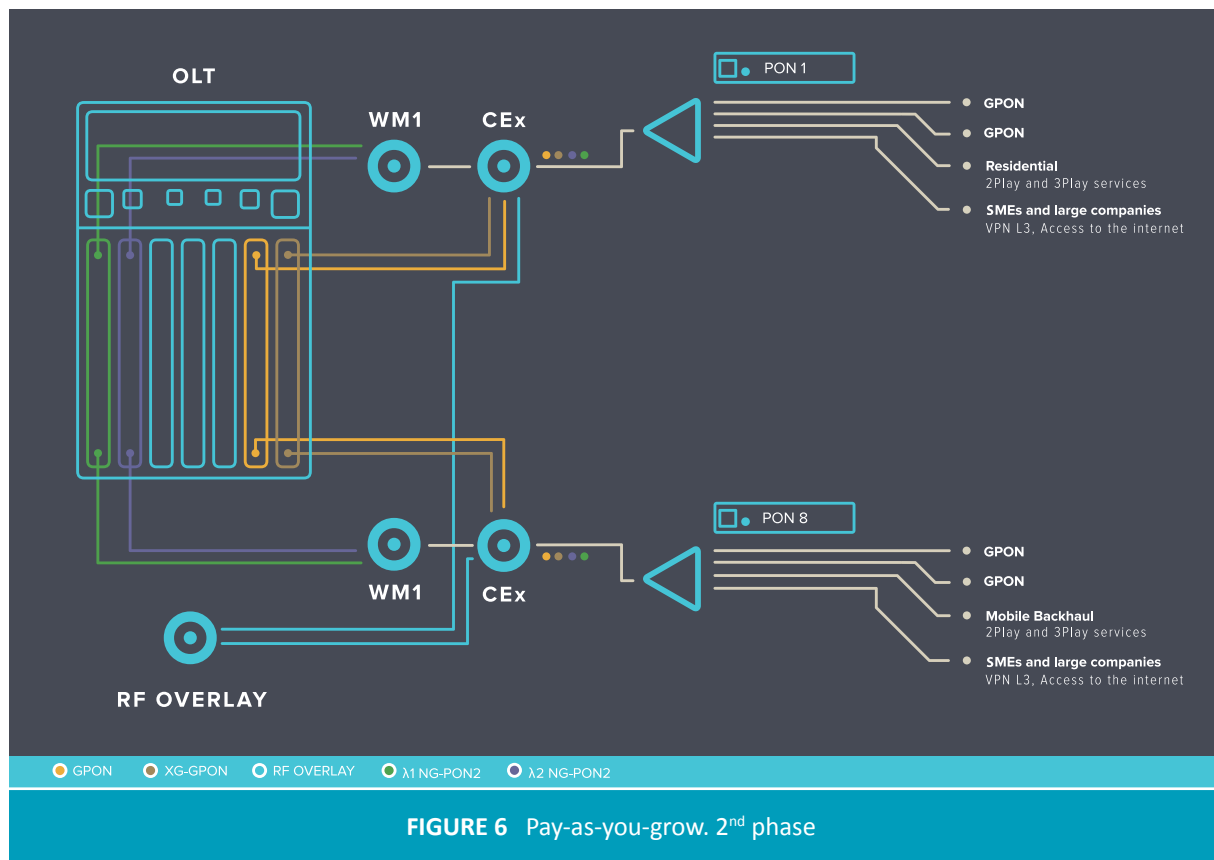 OLT
WM1
CEx
PON 1
GPON
GPON
Residential
2Play and 3Play services
SMEs and large companies
VPN L3, Access to the internet
WM1
CEx
PON 8
GPON
GPON
Mobile Backhaul
2Play and 3Play services
SMEs and large companies
VPN L3, Access to the internet
RF OVERLAY
GPON XG-GPON RF OVERLAY λ1 NG-PON2 λ2 NG-PON2
FIGURE 6 Pay-as-you-grow. 2nd phase